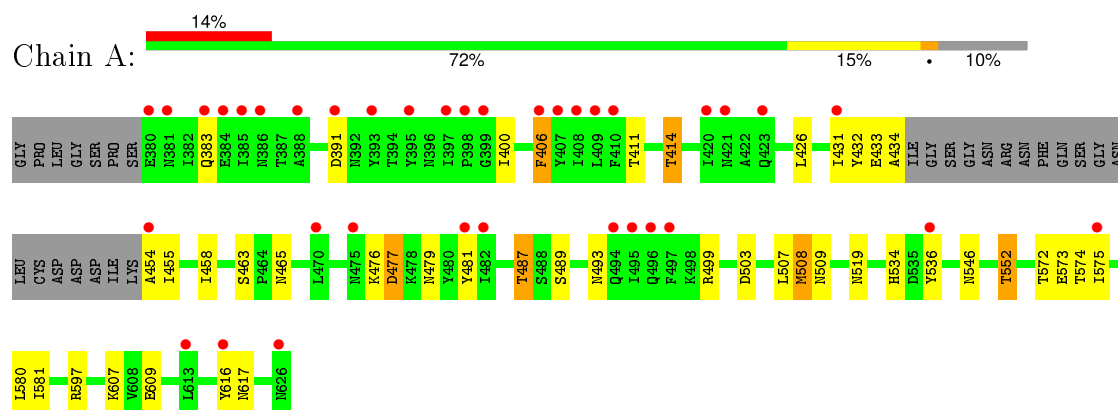 14%
Chain A:
72% 15% • 10%
GLY PRO LEU GLY SER PRO SER E380 N381 I382 Q383 E384 I385 N386 T387 A388 D391 N392 Y393 T394 Y395 N396 I397 F398 G399 I400 F406 Y407 I408 L409 F410 T411 T414 I420 N421 A422 Q423 L426 I431 Y432 E433 A434 ILE GLY SER GLY ASN ARG ASN PHE GLN SER GLY ASN
LEU CYS ASP ASP ASP ILE LYS A454 I455 I458 S463 P464 N465 L470 N475 K476 D477 K478 N479 Y480 Y481 I482 T487 S488 S489 N493 Q494 I495 Q496 F497 K498 R499 D503 L507 M508 N509 N519 H534 D535 Y536 N546 T552 T572 E573 T574 I575
L580 I581 R597 K607 V608 E609 L613 Y616 N617 N626